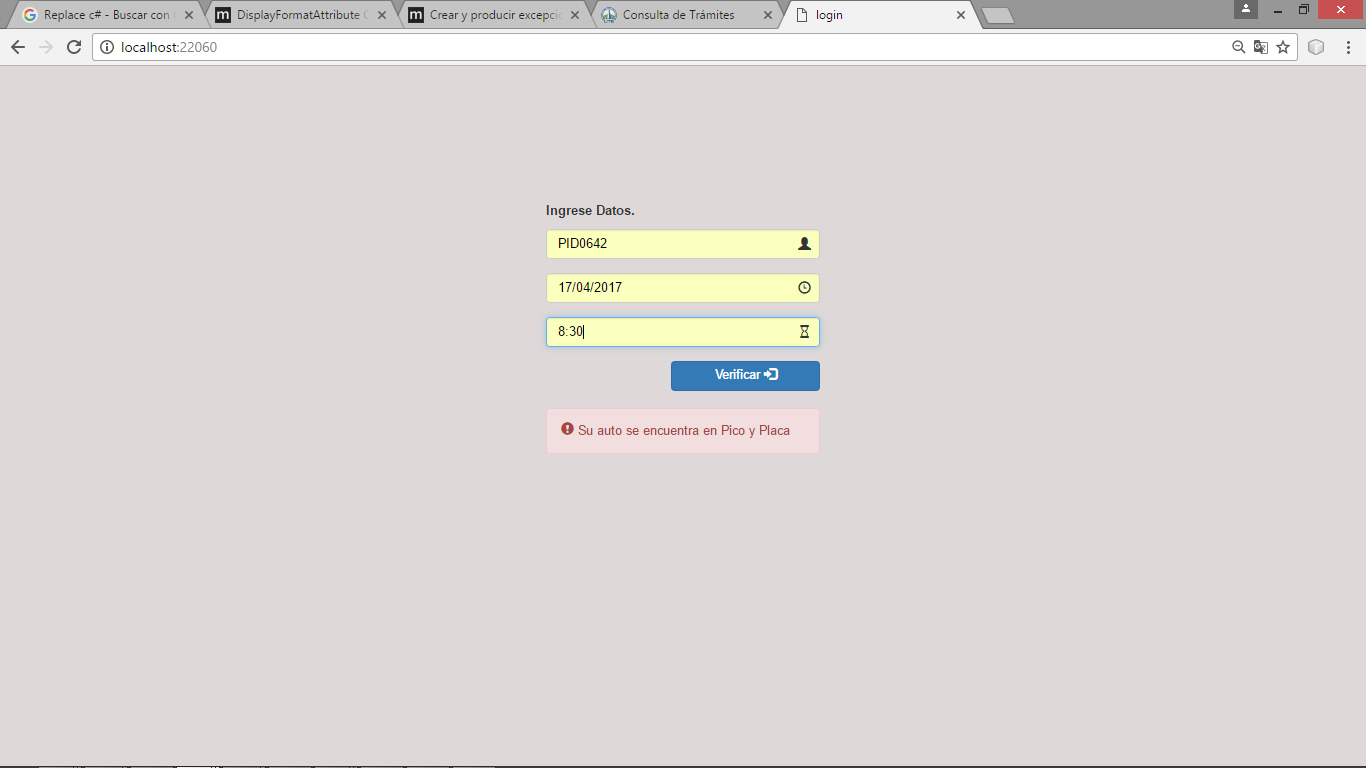 Replace c# - Buscar con
DisplayFormatAttribute
Crear y producir excepci
Consulta de Trámites
login
localhost:22060
Ingrese Datos.
PID0642
17/04/2017
8:30
Verificar
Su auto se encuentra en Pico y Placa